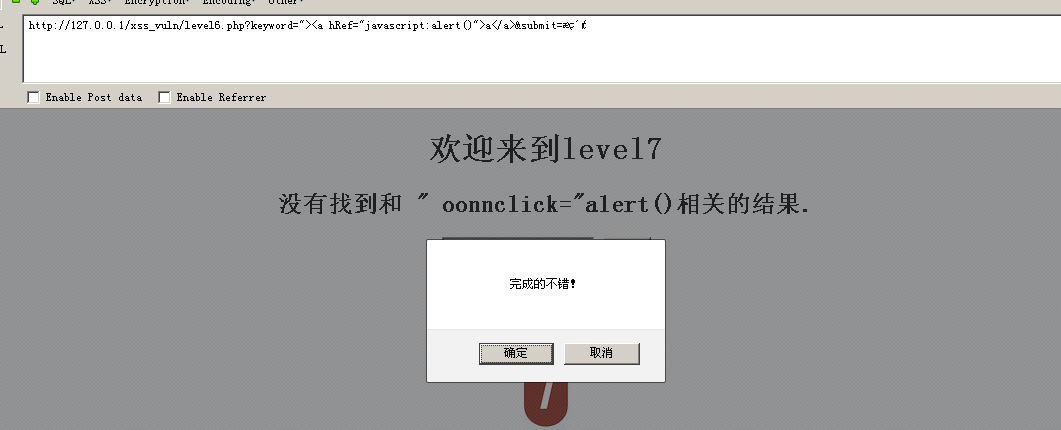 SQL▾ XSS▾ Encryption▾ Encoding▾ Other▾
L
http://127.0.0.1/xss_vuln/level6.php?keyword="><a hRef="javascript:alert()">a</a>&submit=
L
Enable Post data Enable Referrer
欢迎来到level7
没有找到和 " oonnclick="alert()相关的结果.
完成的不错!
确定 取消